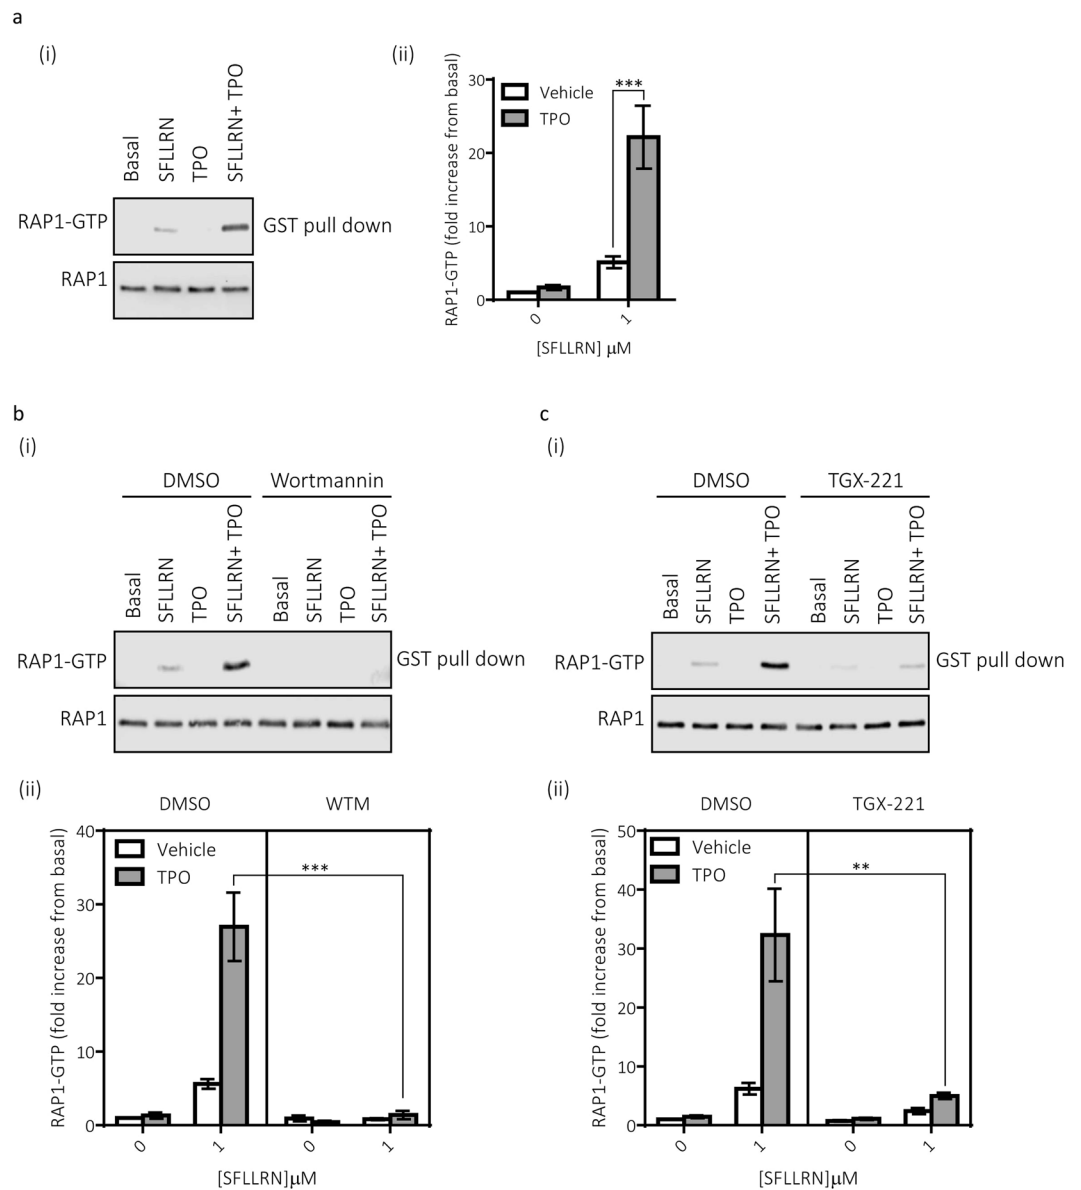 a
(i)
Basal
SFLLRN
TPO
SFLLRN+ TPO
RAP1-GTP
GST pull down
RAP1
(ii)
RAP1-GTP (fold increase from basal)
30
20
10
0
Vehicle
TPO
***
0
1
[SFLLRN] μM
b
(i)
DMSO
Wortmannin
Basal
SFLLRN
TPO
SFLLRN+ TPO
Basal
SFLLRN
TPO
SFLLRN+ TPO
RAP1-GTP
GST pull down
RAP1
(ii)
DMSO
WTM
RAP1-GTP (fold increase from basal)
40
30
20
10
0
Vehicle
TPO
***
0
1
0
1
[SFLLRN]μM
c
(i)
DMSO
TGX-221
Basal
SFLLRN
TPO
SFLLRN+ TPO
Basal
SFLLRN
TPO
SFLLRN+ TPO
RAP1-GTP
GST pull down
RAP1
(ii)
DMSO
TGX-221
RAP1-GTP (fold increase from basal)
50
40
30
20
10
0
Vehicle
TPO
**
0
1
0
1
[SFLLRN]μM